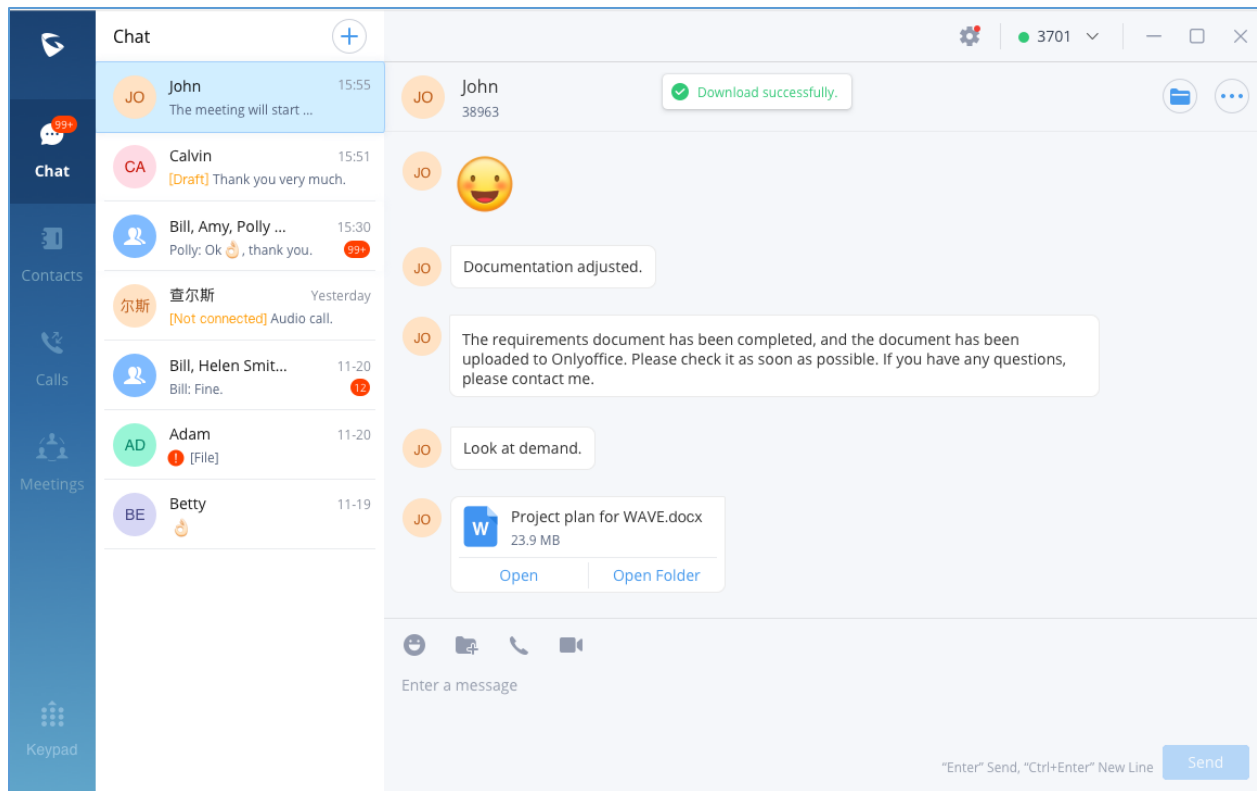 Chat
3701
99+
Chat
Contacts
Calls
Meetings
Keypad
JO
John
15:55
The meeting will start ...
CA
Calvin
15:51
[Draft] Thank you very much.
Bill, Amy, Polly ...
15:30
Polly: Ok👌, thank you.
99+
尔斯
查尔斯
Yesterday
[Not connected] Audio call.
Bill, Helen Smit...
11-20
Bill: Fine.
12
AD
Adam
11-20
! [File]
BE
Betty
11-19
👌
JO
John
38963
Download successfully.
JO
JO
Documentation adjusted.
JO
The requirements document has been completed, and the document has been
uploaded to Onlyoffice. Please check it as soon as possible. If you have any questions,
please contact me.
JO
Look at demand.
JO
W
Project plan for WAVE.docx
23.9 MB
Open
Open Folder
Enter a message
“Enter” Send, “Ctrl+Enter” New Line
Send